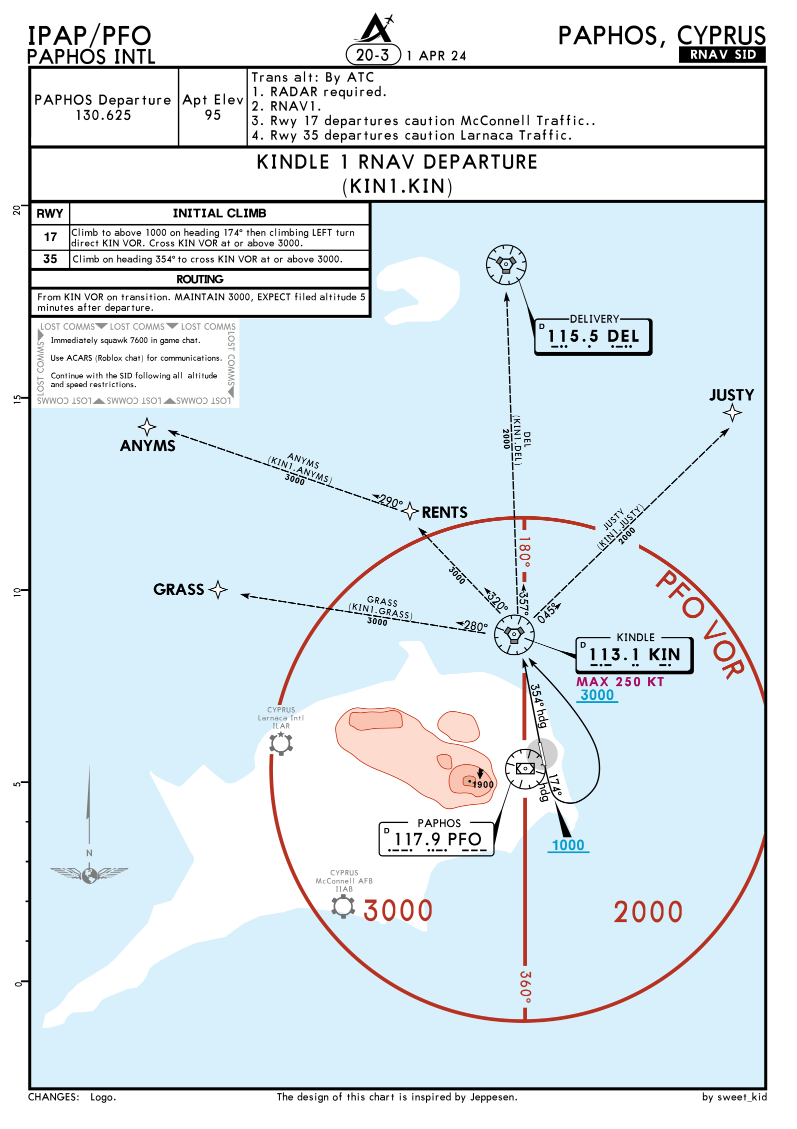 IPAP/PFO
PAPHOS INTL
20-3
1 APR 24
PAPHOS, CYPRUS
RNAV SID
PAPHOS Departure
130.625
Apt Elev
95
Trans alt: By ATC
1. RADAR required.
2. RNAV1.
3. Rwy 17 departures caution McConnell Traffic..
4. Rwy 35 departures caution Larnaca Traffic.
KINDLE 1 RNAV DEPARTURE
(KIN1.KIN)
RWY
INITIAL CLIMB
17
Climb to above 1000 on heading 174° then climbing LEFT turn
direct KIN VOR. Cross KIN VOR at or above 3000.
35
Climb on heading 354° to cross KIN VOR at or above 3000.
ROUTING
From KIN VOR on transition. MAINTAIN 3000, EXPECT filed altitude 5
minutes after departure.
LOST COMMS LOST COMMS LOST COMMS
LOST COMMS
Immediately squawk 7600 in game chat.
Use ACARS (Roblox chat) for communications.
Continue with the SID following all altitude
and speed restrictions.
LOST COMMS
LOST COMMS LOST COMMS LOST COMMS
20
15
10
5
0
DELIVERY
D
115.5 DEL
JUSTY
ANYMS
ANYMS
(KIN1.ANYMS)
3000
290°
RENTS
DEL
(KIN1.DEL)
2000
JUSTY
(KIN1.JUSTY)
2000
180°
3000
320°
357°
045°
PFO VOR
GRASS
GRASS
(KIN1.GRASS)
3000
280°
KINDLE
D
113.1 KIN
MAX 250 KT
3000
354° hdg
CYPRUS
Larnaca Intl
ILAR
1900
174°
hdg
PAPHOS
D
117.9 PFO
1000
N
CYPRUS
McConnell AFB
IIAB
3000
2000
360°
CHANGES: Logo.
The design of this chart is inspired by Jeppesen.
by sweet_kid